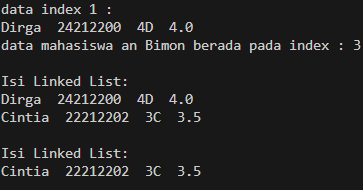 data index 1 :
Dirga  24212200  4D  4.0
data mahasiswa an Bimon berada pada index : 3
Isi Linked List:
Dirga  24212200  4D  4.0
Cintia  22212202  3C  3.5
Isi Linked List:
Cintia  22212202  3C  3.5